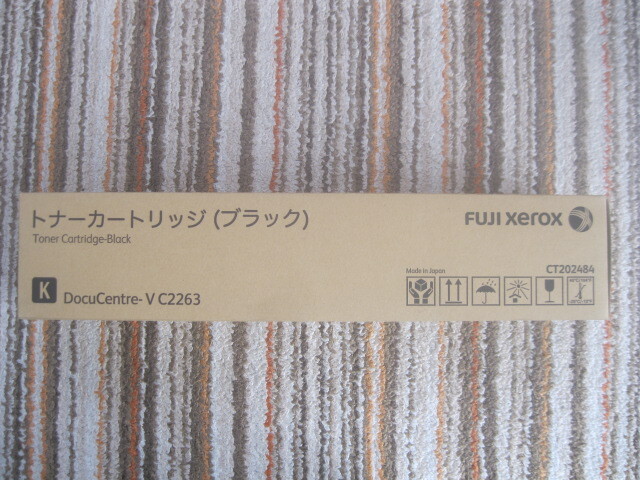 トナーカートリッジ (ブラック)
Toner Cartridge-Black
FUJI xerox
Made in Japan
CT202484
K
DocuCentre- V C2263